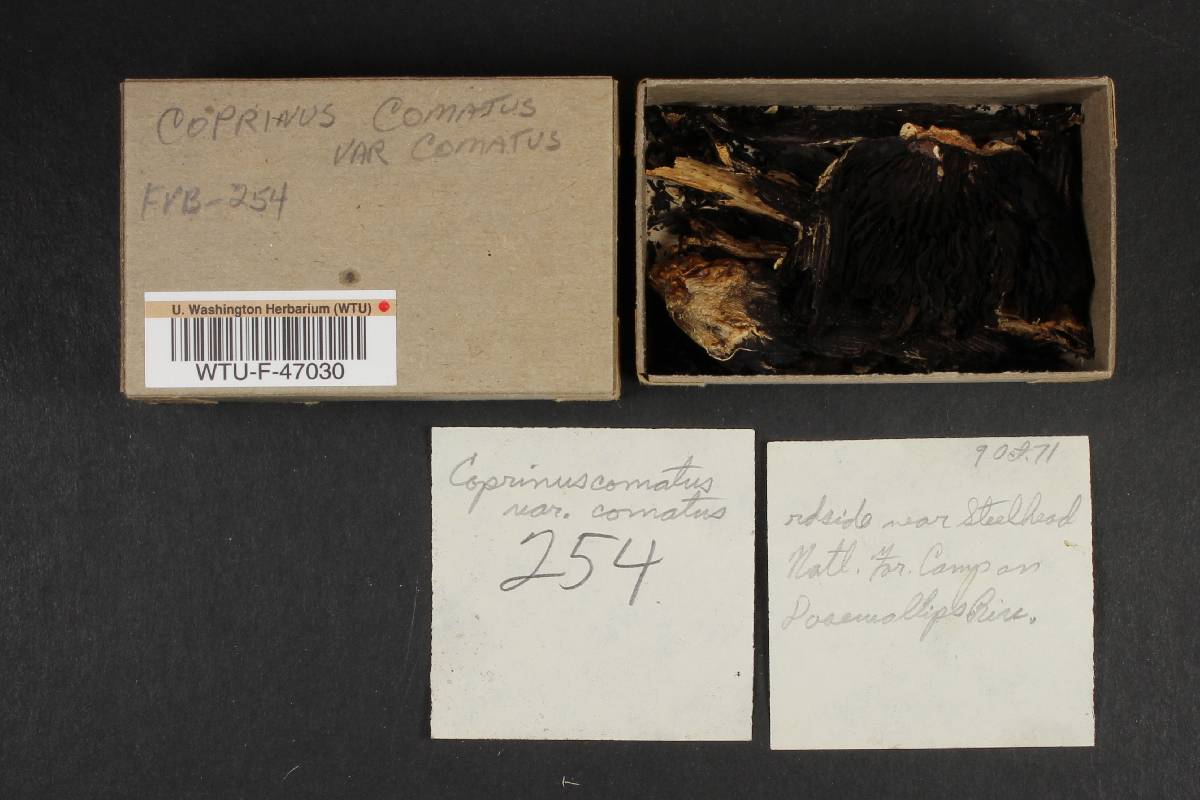 COPRINUS COMATUS
VAR COMATUS
FVB-254
U. Washington Herbarium (WTU)
WTU-F-47030
Coprinus comatus
var. comatus
254
9 Oct. 71
rdside near Steelhead
Natl. For. Camp on
Dosewallips Riv.